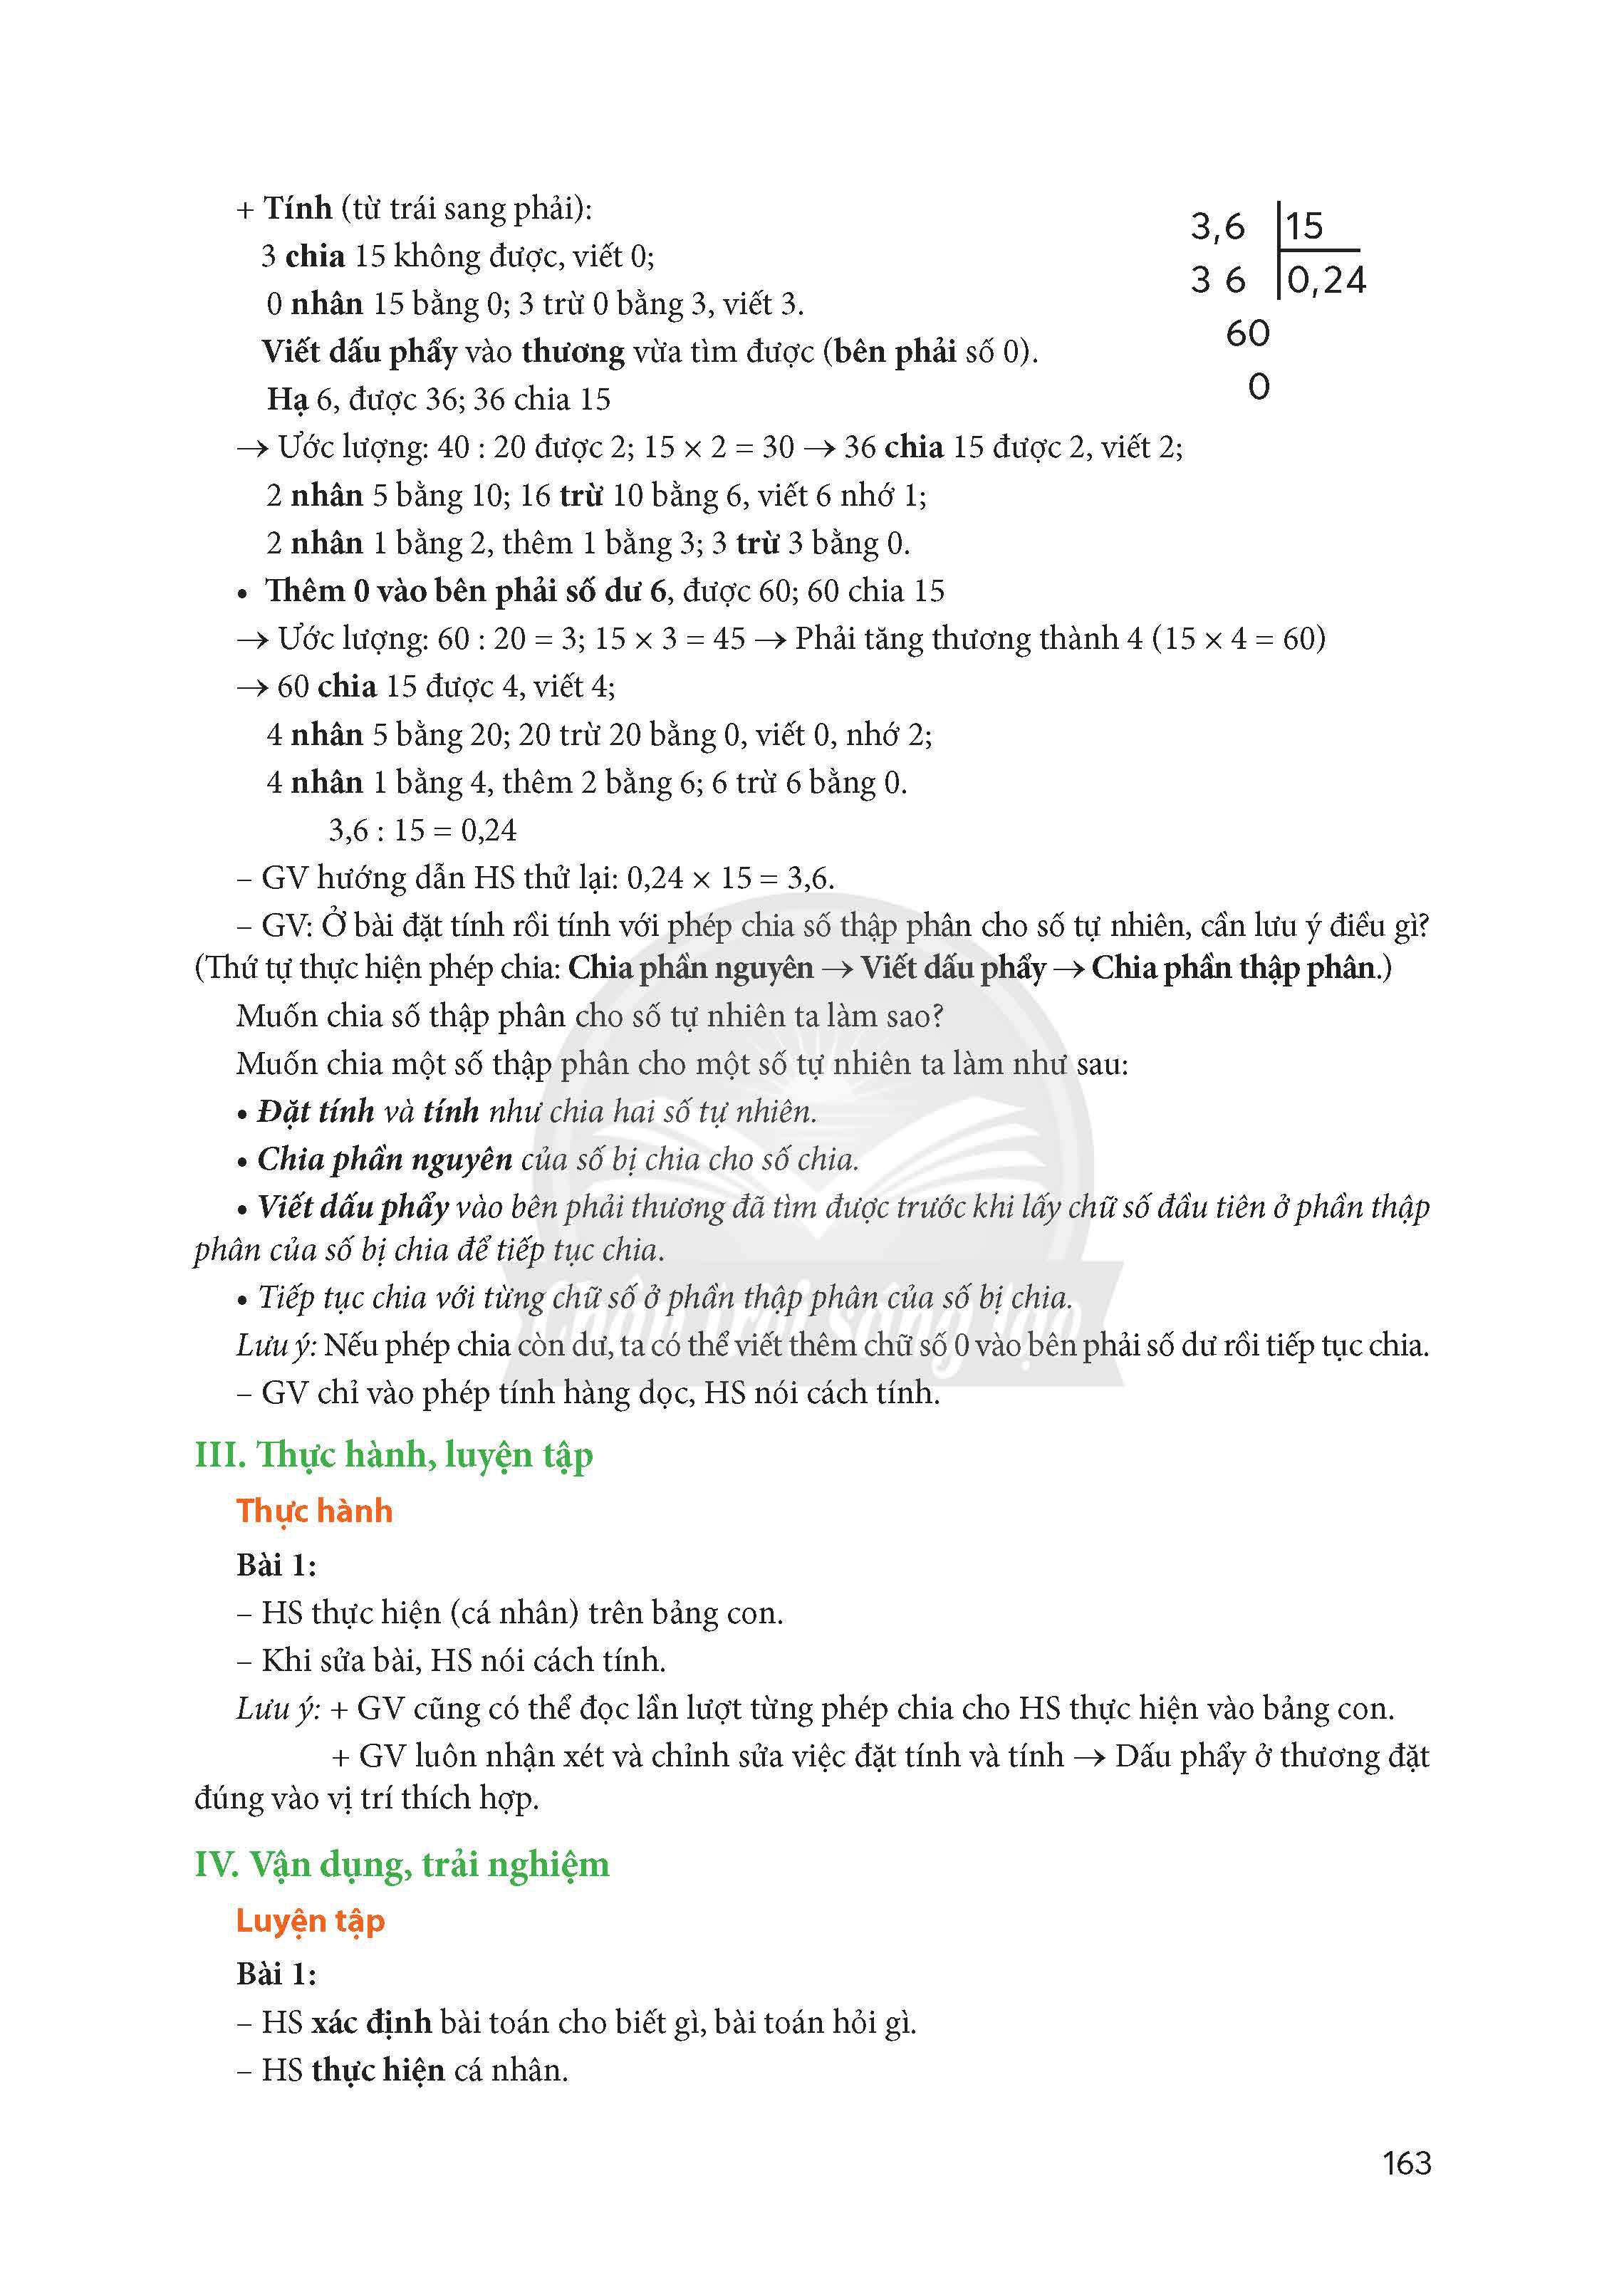 + Tính (từ trái sang phải):
3 chia 15 không được, viết 0;
0 nhân 15 bằng 0; 3 trừ 0 bằng 3, viết 3.
Viết dấu phẩy vào thương vừa tìm được (bên phải số 0).
Hạ 6, được 36; 36 chia 15
3,6 15
3 6 0,24
60
0
→ Ước lượng: 40 : 20 được 2; 15 × 2 = 30 → 36 chia 15 được 2, viết 2;
2 nhân 5 bằng 10; 16 trừ 10 bằng 6, viết 6 nhớ 1;
2 nhân 1 bằng 2, thêm 1 bằng 3; 3 trừ 3 bằng 0.
• Thêm 0 vào bên phải số dư 6, được 60; 60 chia 15
→ Ước lượng: 60 : 20 = 3; 15 × 3 = 45 → Phải tăng thương thành 4 (15 × 4 = 60)
→ 60 chia 15 được 4, viết 4;
4 nhân 5 bằng 20; 20 trừ 20 bằng 0, viết 0, nhớ 2;
4 nhân 1 bằng 4, thêm 2 bằng 6; 6 trừ 6 bằng 0.
3,6 : 15 = 0,24
– GV hướng dẫn HS thử lại: 0,24 × 15 = 3,6.
– GV: Ở bài đặt tính rồi tính với phép chia số thập phân cho số tự nhiên, cần lưu ý điều gì?
(Thứ tự thực hiện phép chia: Chia phần nguyên → Viết dấu phẩy → Chia phần thập phân.)
Muốn chia số thập phân cho số tự nhiên ta làm sao?
Muốn chia một số thập phân cho một số tự nhiên ta làm như sau:
• Đặt tính và tính như chia hai số tự nhiên.
• Chia phần nguyên của số bị chia cho số chia.
• Viết dấu phẩy vào bên phải thương đã tìm được trước khi lấy chữ số đầu tiên ở phần thập
phân của số bị chia để tiếp tục chia.
• Tiếp tục chia với từng chữ số ở phần thập phân của số bị chia.
Lưu ý: Nếu phép chia còn dư, ta có thể viết thêm chữ số 0 vào bên phải số dư rồi tiếp tục chia.
Chân trời sáng tạo
– GV chỉ vào phép tính hàng dọc, HS nói cách tính.
III. Thực hành, luyện tập
Thực hành
Bài 1:
– HS thực hiện (cá nhân) trên bảng con.
– Khi sửa bài, HS nói cách tính.
Lưu ý: + GV cũng có thể đọc lần lượt từng phép chia cho HS thực hiện vào bảng con.
+ GV luôn nhận xét và chỉnh sửa việc đặt tính và tính → Dấu phẩy ở thương đặt
đúng vào vị trí thích hợp.
IV. Vận dụng, trải nghiệm
Luyện tập
Bài 1:
– HS xác định bài toán cho biết gì, bài toán hỏi gì.
– HS thực hiện cá nhân.
163